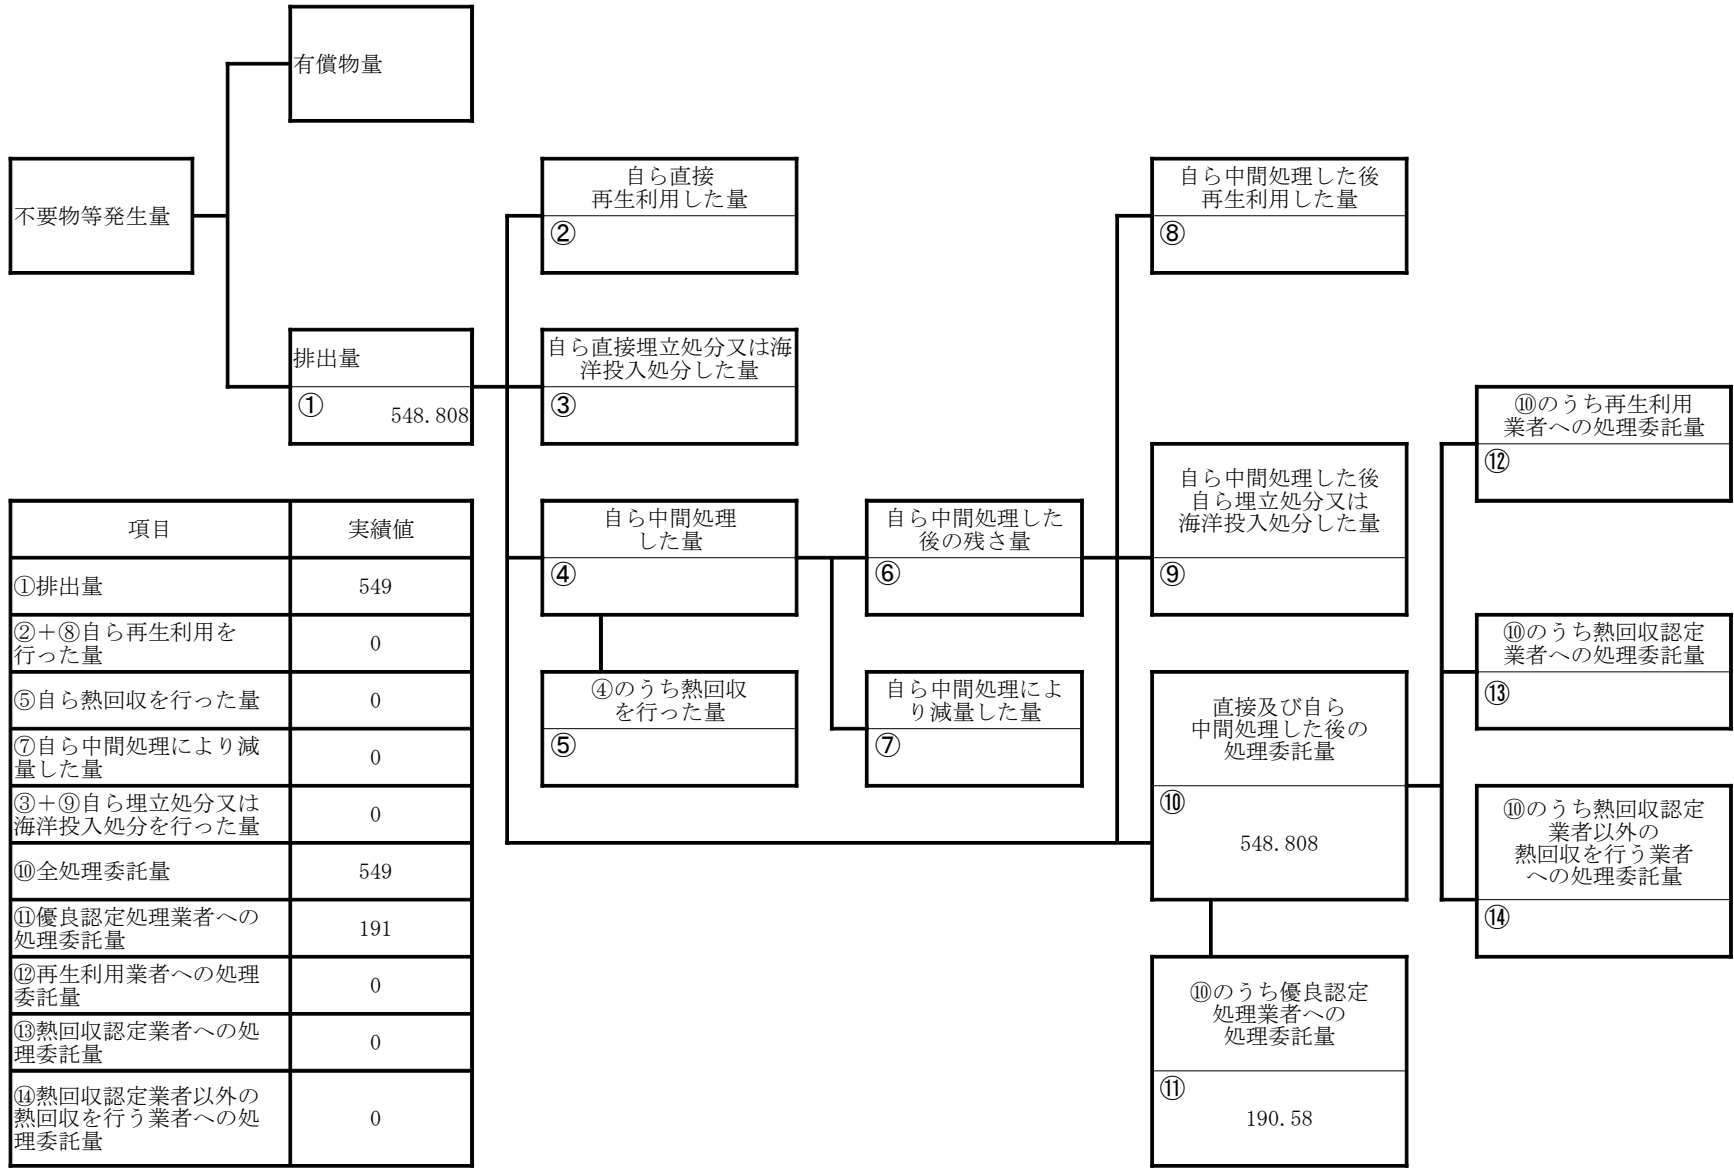 有償物量
不要物等発生量
自ら直接
再生利用した量
②
自ら中間処理した後
再生利用した量
⑧
排出量
① 548.808
自ら直接埋立処分又は海
洋投入処分した量
③
⑩のうち再生利用
業者への処理委託量
⑫
自ら中間処理
した量
④
自ら中間処理した
後の残さ量
⑥
自ら中間処理した後
自ら埋立処分又は
海洋投入処分した量
⑨
⑩のうち熱回収認定
業者への処理委託量
⑬
④のうち熱回収
を行った量
⑤
自ら中間処理によ
り減量した量
⑦
直接及び自ら
中間処理した後の
処理委託量
⑩
548.808
⑩のうち熱回収認定
業者以外の
熱回収を行う業者
への処理委託量
⑭
⑩のうち優良認定
処理業者への
処理委託量
⑪
190.58
項目 実績値
①排出量 549
②＋⑧自ら再生利用を
行った量 0
⑤自ら熱回収を行った量 0
⑦自ら中間処理により減
量した量 0
③＋⑨自ら埋立処分又は
海洋投入処分を行った量 0
⑩全処理委託量 549
⑪優良認定処理業者への
処理委託量 191
⑫再生利用業者への処理
委託量 0
⑬熱回収認定業者への処
理委託量 0
⑭熱回収認定業者以外の
熱回収を行う業者への処
理委託量 0